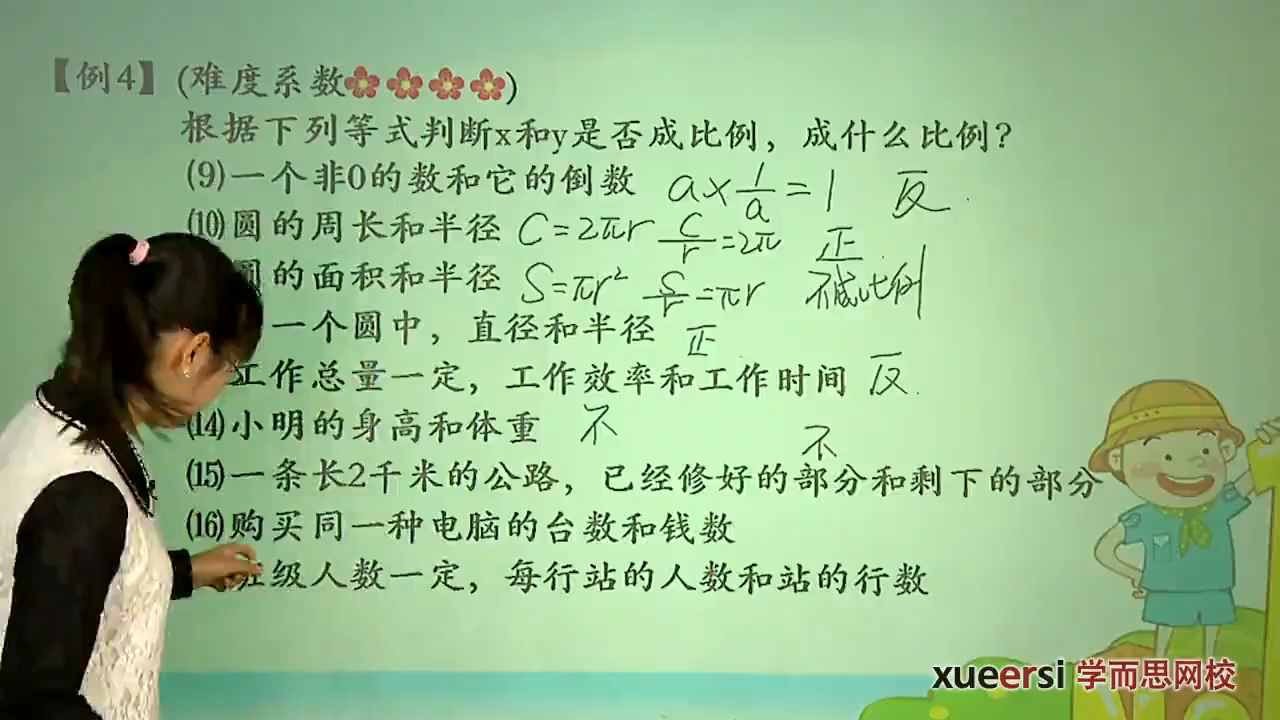 【例4】(难度系数)
根据下列等式判断x和y是否成比例，成什么比例？
⑼一个非0的数和它的倒数 a×1/a=1 反
⑽圆的周长和半径 C=2πr C/r=2π 正
圆的面积和半径 S=πr² S/r=πr 不成比例
一个圆中，直径和半径 正
工作总量一定，工作效率和工作时间 反
⒁小明的身高和体重 不
不
⒂一条长2千米的公路，已经修好的部分和剩下的部分
⒃购买同一种电脑的台数和钱数
班级人数一定，每行站的人数和站的行数
xueersi 学而思网校